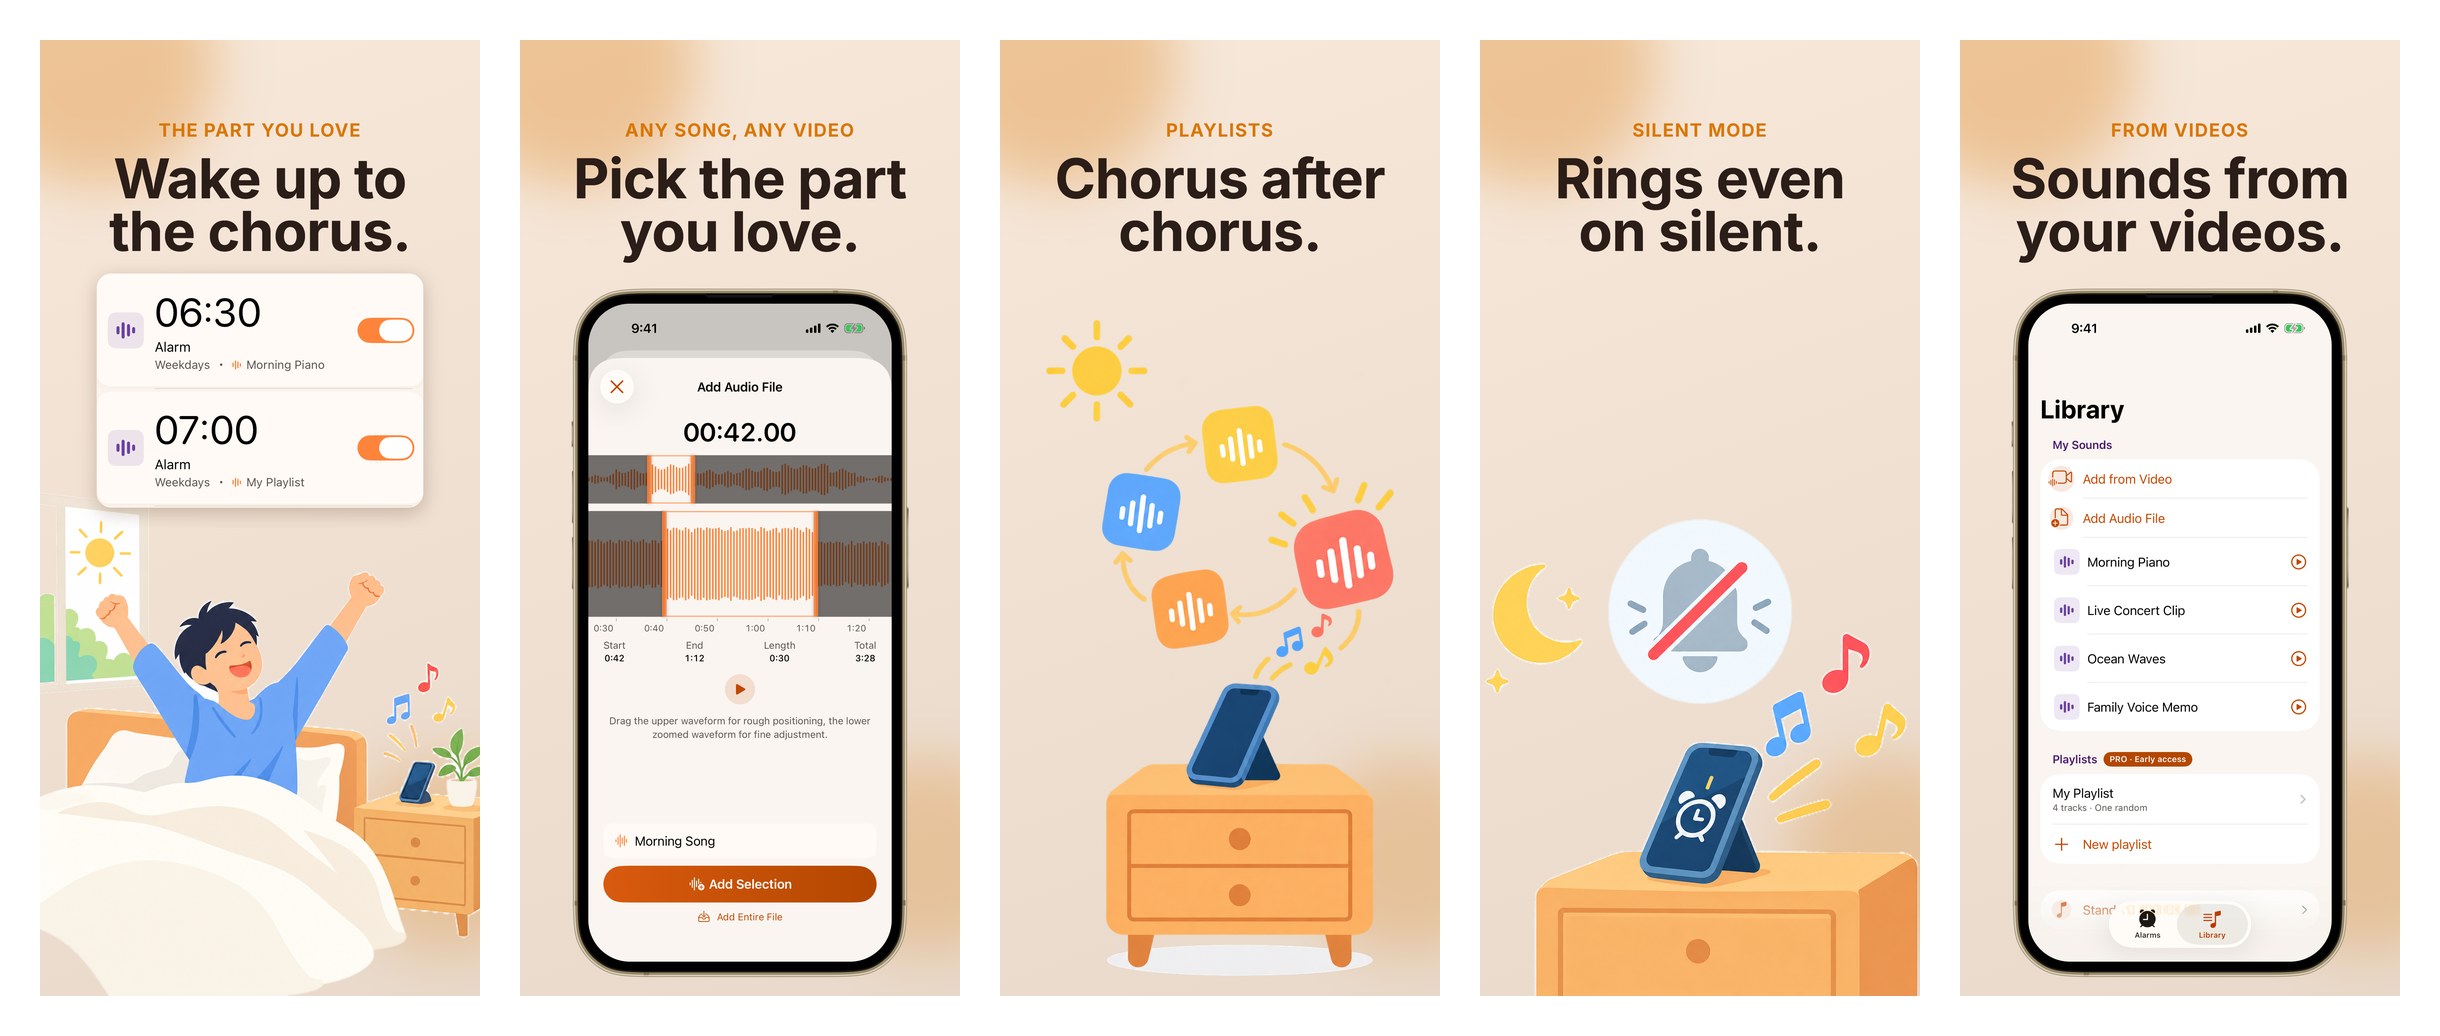 THE PART YOU LOVE
Wake up to
the chorus.
06:30
Alarm
Weekdays • Morning Piano
07:00
Alarm
Weekdays • My Playlist
ANY SONG, ANY VIDEO
Pick the part
you love.
9:41
Add Audio File
00:42.00
0:30 0:40 0:50 1:00 1:10 1:20
Start End Length Total
0:42 1:12 0:30 3:28
Drag the upper waveform for rough positioning, the lower
zoomed waveform for fine adjustment.
Morning Song
Add Selection
Add Entire File
PLAYLISTS
Chorus after
chorus.
SILENT MODE
Rings even
on silent.
FROM VIDEOS
Sounds from
your videos.
9:41
Library
My Sounds
Add from Video
Add Audio File
Morning Piano
Live Concert Clip
Ocean Waves
Family Voice Memo
Playlists PRO · Early access
My Playlist
4 tracks · One random
New playlist
Alarms Library